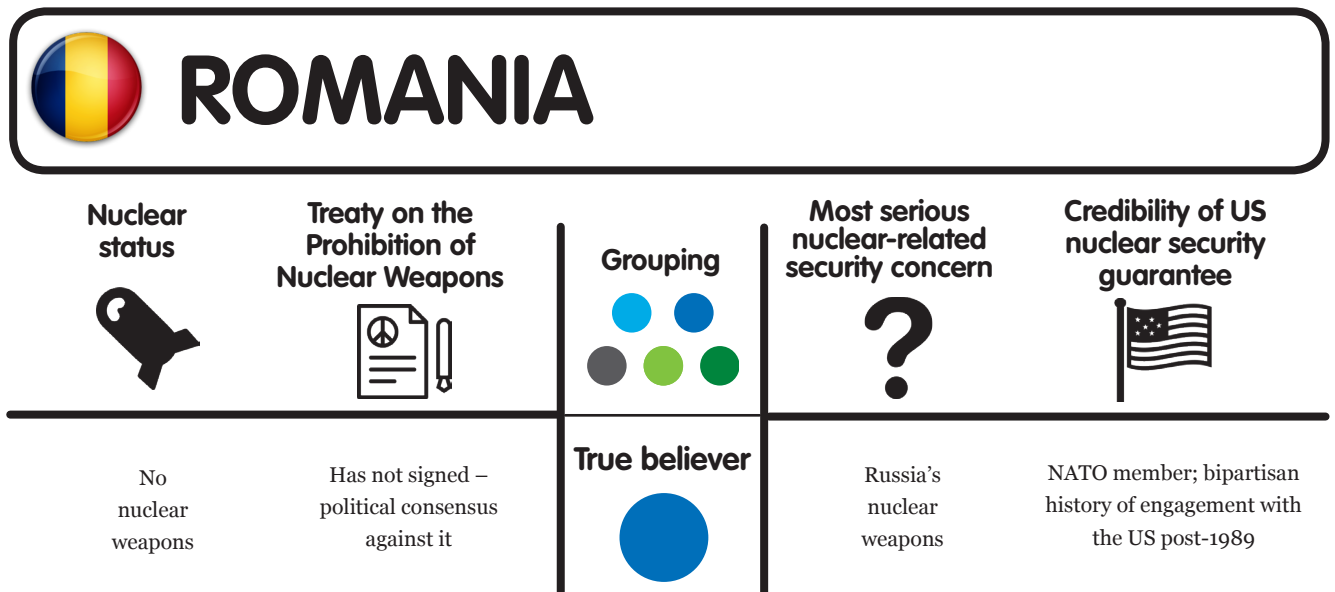 ROMANIA
Nuclear
status
Treaty on the
Prohibition of
Nuclear Weapons
Grouping
Most serious
nuclear-related
security concern
Credibility of US
nuclear security
guarantee
No
nuclear
weapons
Has not signed –
political consensus
against it
True believer
Russia’s
nuclear
weapons
NATO member; bipartisan
history of engagement with
the US post-1989